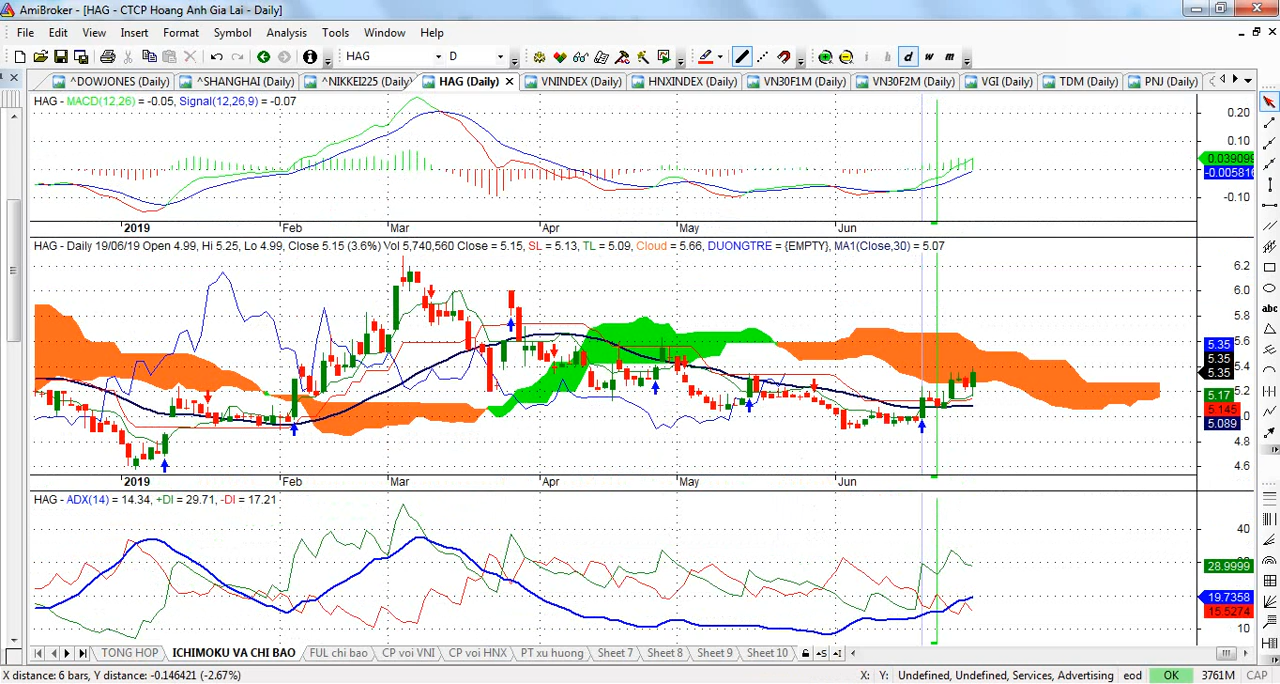 AmiBroker - [HAG - CTCP Hoang Anh Gia Lai - Daily]
File Edit View Insert Format Symbol Analysis Tools Window Help
HAG D i h d w m
^DOWJONES (Daily) ^SHANGHAI (Daily) ^NIKKEI225 (Daily) HAG (Daily) VNINDEX (Daily) HNXINDEX (Daily) VN30F1M (Daily) VN30F2M (Daily) VGI (Daily) TDM (Daily) PNJ (Daily)
HAG - MACD(12,26) = -0.05, Signal(12,26,9) = -0.07
0.20
0.10
0.039099
-0.005816
-0.10
2019 Feb Mar Apr May Jun
HAG - Daily 19/06/19 Open 4.99, Hi 5.25, Lo 4.99, Close 5.15 (3.6%) Vol 5,740,560 Close = 5.15, SL = 5.13, TL = 5.09, Cloud = 5.66, DUONGTRE = {EMPTY}, MA1(Close,30) = 5.07
6.2
6.0
5.8
5.6
5.35
5.35
5.35
5.4
5.2
5.17
5.145
5.089
4.8
4.6
abc
2019 Feb Mar Apr May Jun
HAG - ADX(14) = 14.34, +DI = 29.71, -DI = 17.21
40
28.9999
19.7358
15.5274
10
TONG HOP ICHIMOKU VA CHI BAO FUL chi bao CP voi VNI CP voi HNX PT xu huong Sheet 7 Sheet 8 Sheet 9 Sheet 10
X distance: 6 bars, Y distance: -0.146421 (-2.67%) X: Y: Undefined, Undefined, Services, Advertising eod OK 3761M CAP